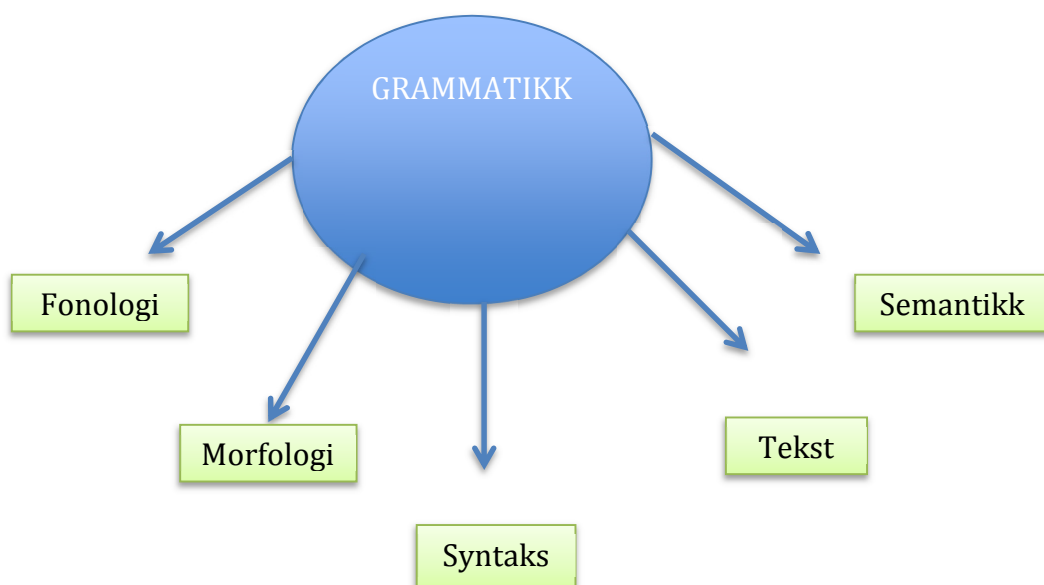 GRAMMATIKK
Fonologi
Semantikk
Morfologi
Tekst
Syntaks